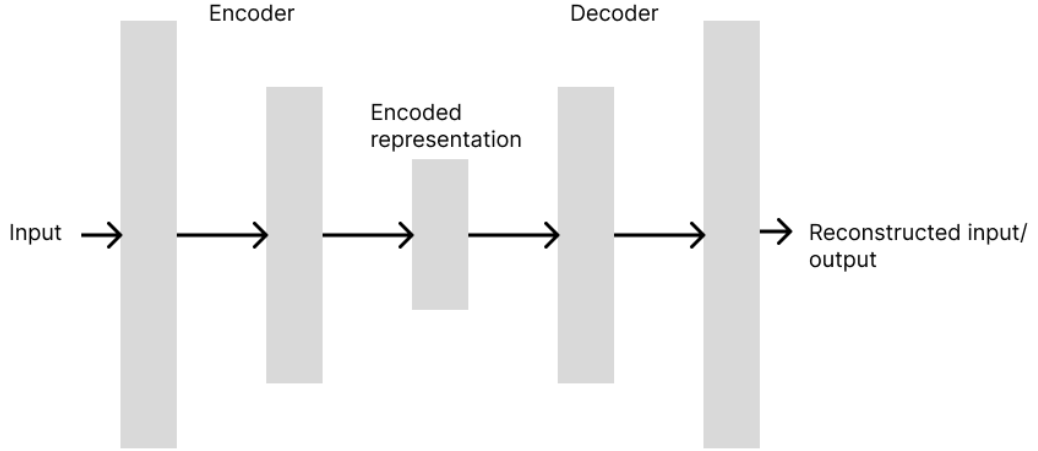 Encoder
Decoder
Encoded
representation
Input
Reconstructed input/
output